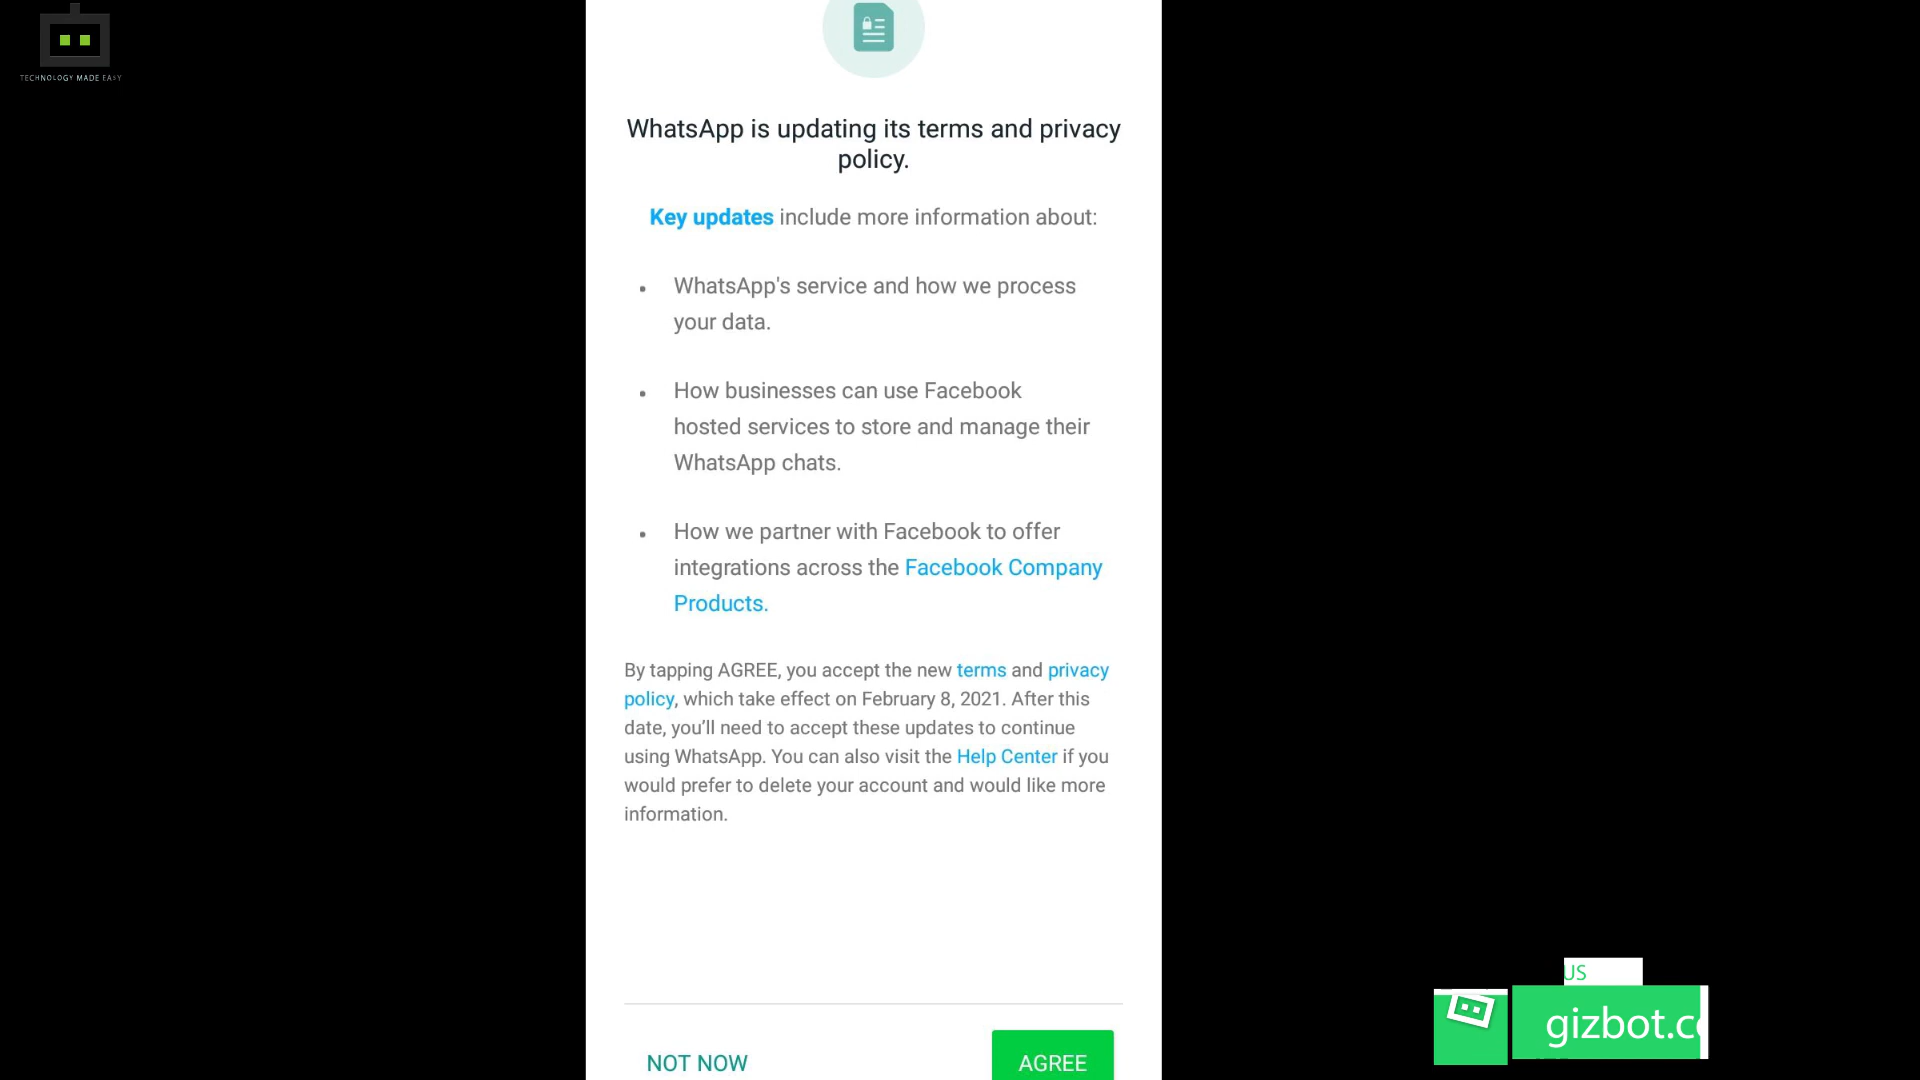 TECHNOLOGY MADE EASY
WhatsApp is updating its terms and privacy
policy.
Key updates include more information about:
• WhatsApp's service and how we process
your data.
• How businesses can use Facebook
hosted services to store and manage their
WhatsApp chats.
• How we partner with Facebook to offer
integrations across the Facebook Company
Products.
By tapping AGREE, you accept the new terms and privacy
policy, which take effect on February 8, 2021. After this
date, you’ll need to accept these updates to continue
using WhatsApp. You can also visit the Help Center if you
would prefer to delete your account and would like more
information.
NOT NOW
AGREE
US
gizbot.c